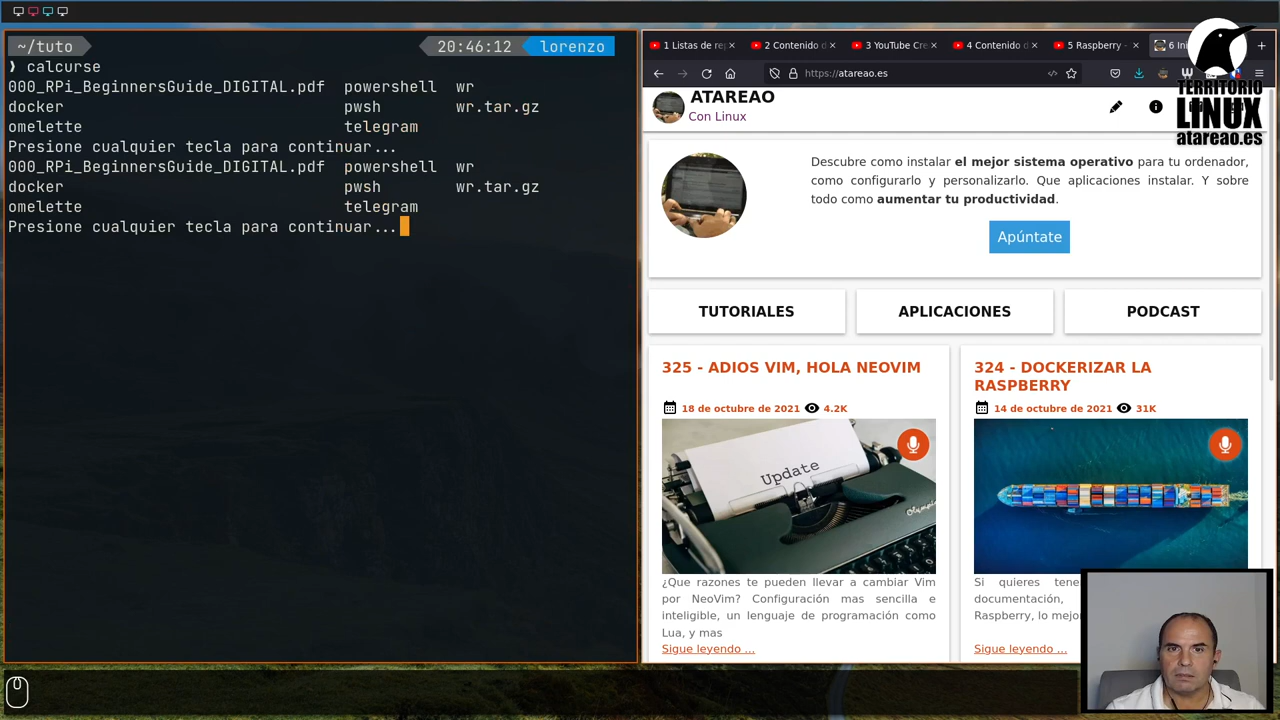 ~/tuto
20:46:12 lorenzo
❯ calcurse
000_RPi_BeginnersGuide_DIGITAL.pdf powershell wr
docker pwsh wr.tar.gz
omelette telegram
Presione cualquier tecla para continuar...
000_RPi_BeginnersGuide_DIGITAL.pdf powershell wr
docker pwsh wr.tar.gz
omelette telegram
Presione cualquier tecla para continuar...
1 Listas de re
2 Contenido d
3 YouTube Cre
4 Contenido d
5 Raspberry -
6 Ini
https://atareao.es
TERRITORIO
LINUX
atareao.es
ATAREAO
Con Linux
Descubre como instalar el mejor sistema operativo para tu ordenador,
como configurarlo y personalizarlo. Que aplicaciones instalar. Y sobre
todo como aumentar tu productividad.
Apúntate
TUTORIALES
APLICACIONES
PODCAST
325 - ADIOS VIM, HOLA NEOVIM
18 de octubre de 2021 4.2K
Update
Olympia
¿Que razones te pueden llevar a cambiar Vim
por NeoVim? Configuración mas sencilla e
inteligible, un lenguaje de programación como
Lua, y mas
Sigue leyendo ...
324 - DOCKERIZAR LA
RASPBERRY
14 de octubre de 2021 31K
Si quieres tene
documentación,
Raspberry, lo mejo
Sigue leyendo ...